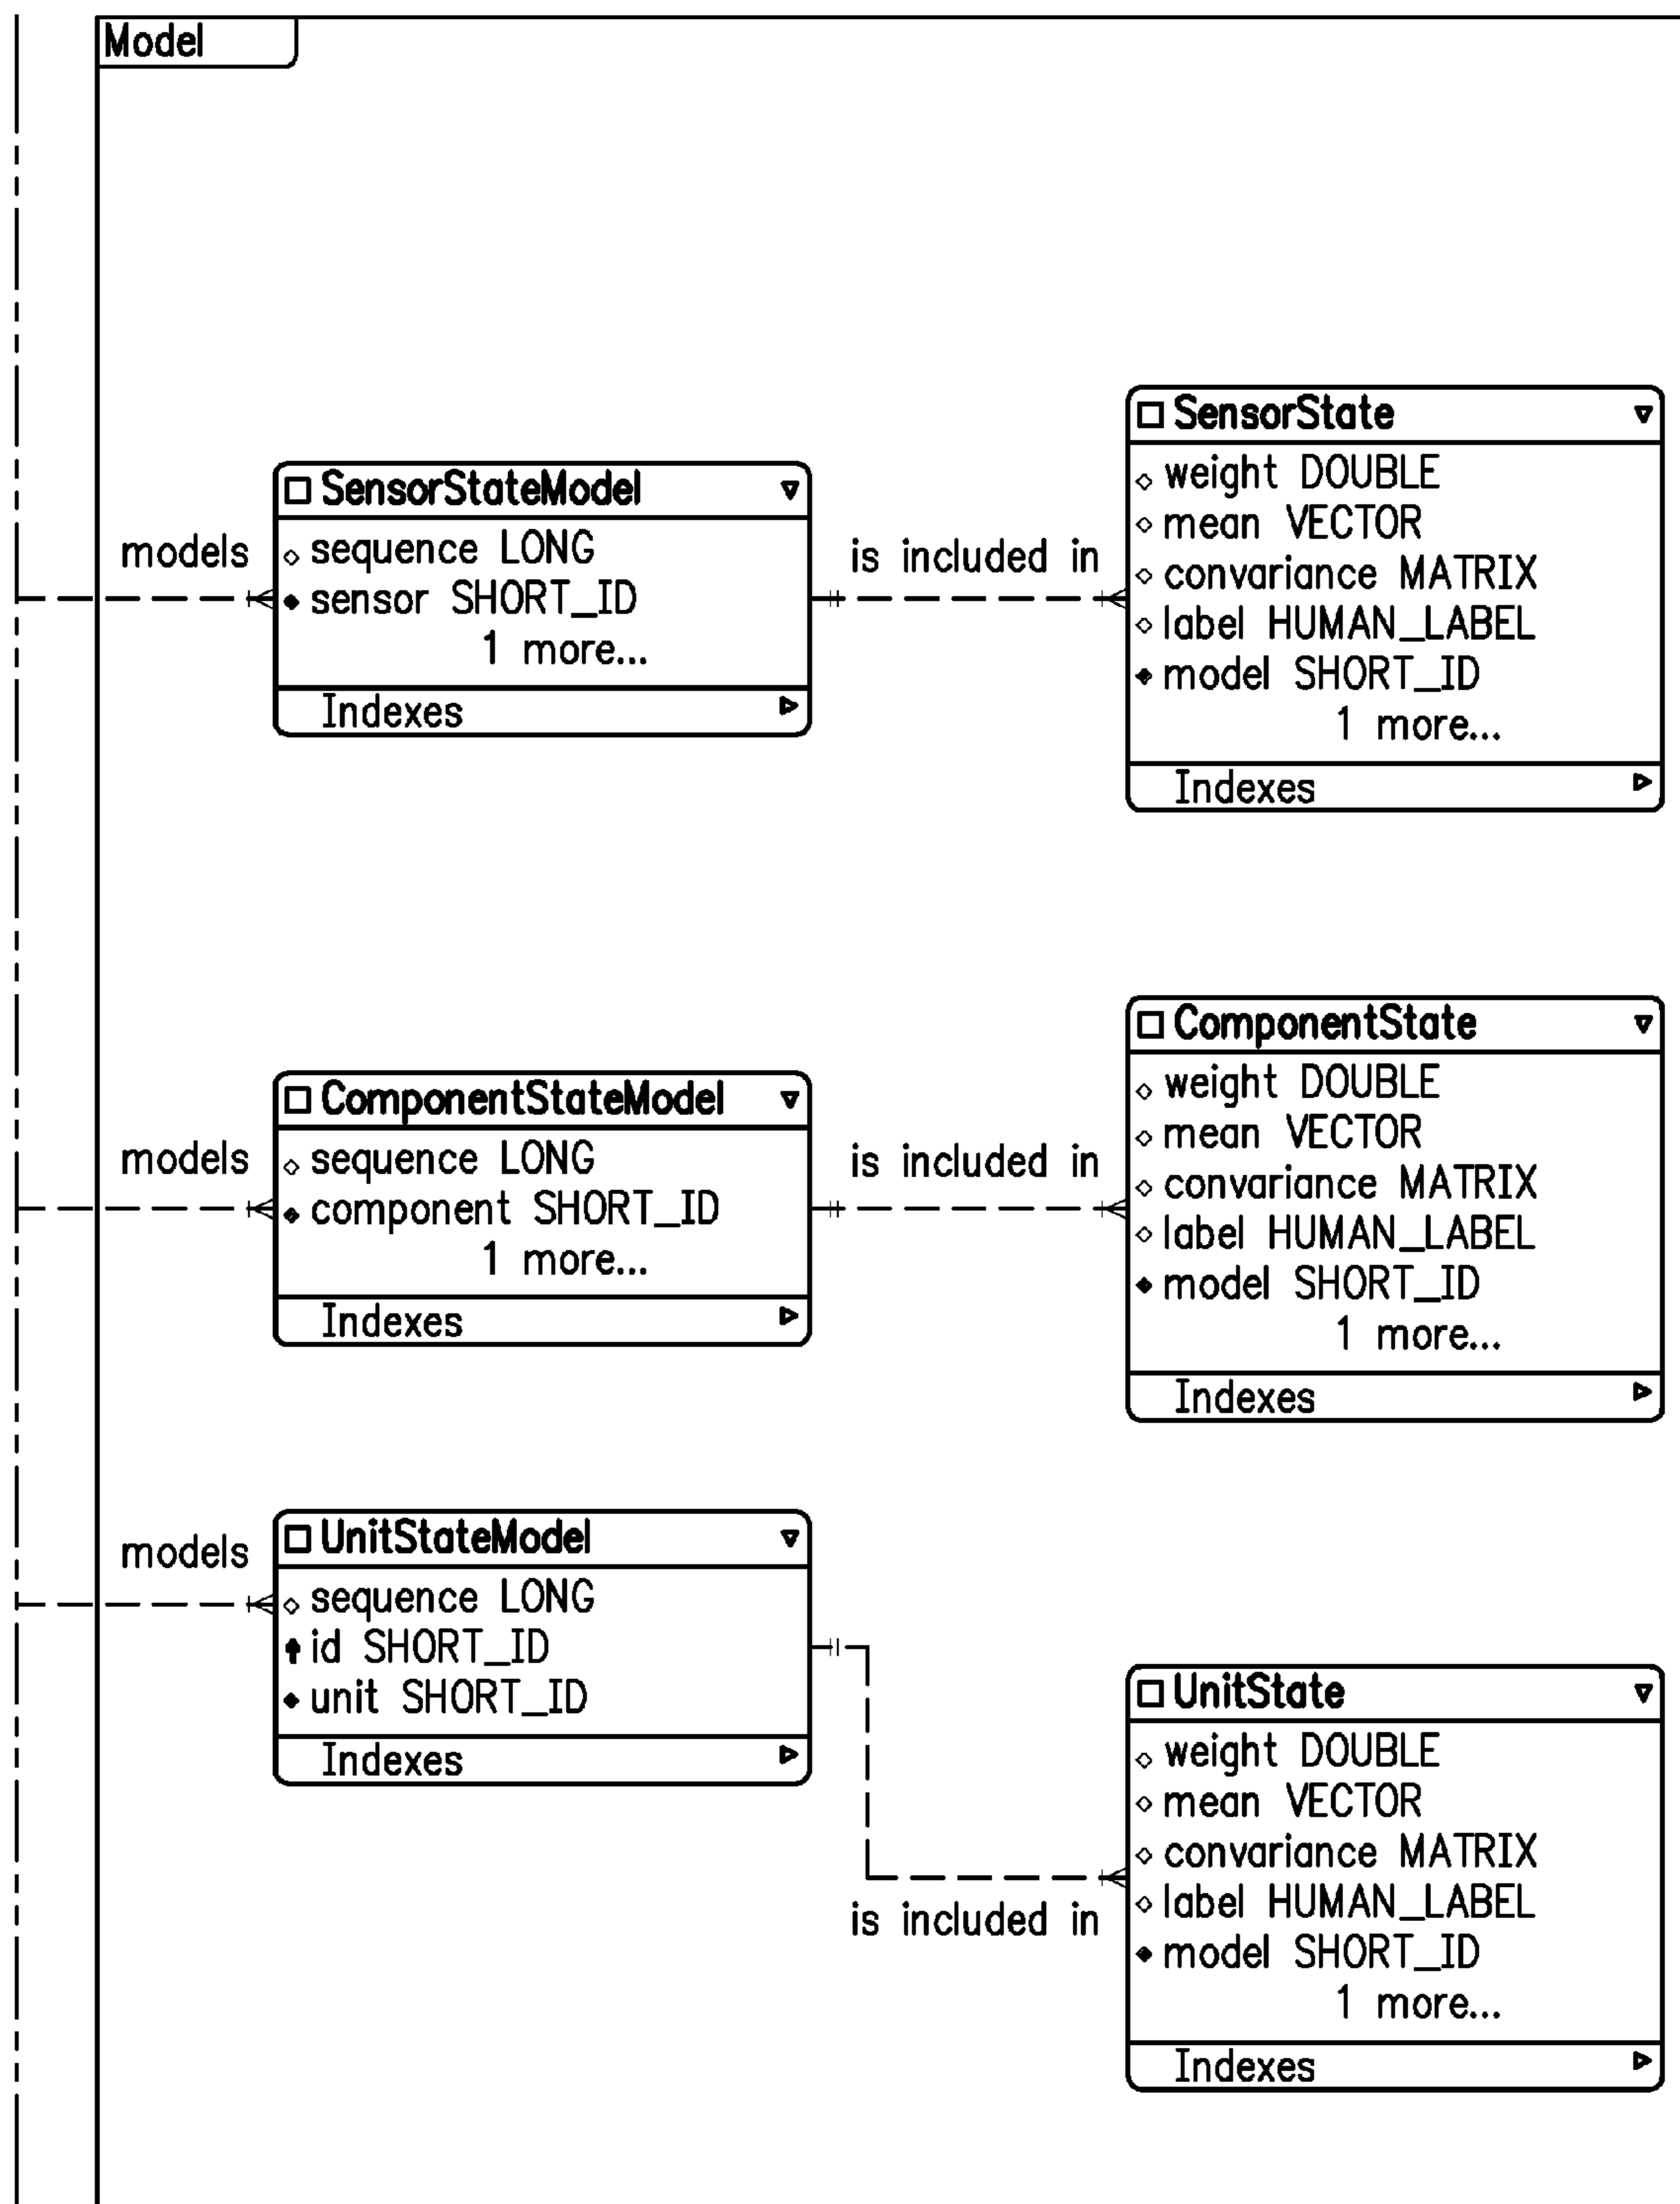 Model
models
SensorStateModel
sequence LONG
sensor SHORT_ID
1 more...
Indexes
is included in
SensorState
weight DOUBLE
mean VECTOR
convariance MATRIX
label HUMAN_LABEL
model SHORT_ID
1 more...
Indexes
models
ComponentStateModel
sequence LONG
component SHORT_ID
1 more...
Indexes
is included in
ComponentState
weight DOUBLE
mean VECTOR
convariance MATRIX
label HUMAN_LABEL
model SHORT_ID
1 more...
Indexes
models
UnitStateModel
sequence LONG
id SHORT_ID
unit SHORT_ID
Indexes
is included in
UnitState
weight DOUBLE
mean VECTOR
convariance MATRIX
label HUMAN_LABEL
model SHORT_ID
1 more...
Indexes